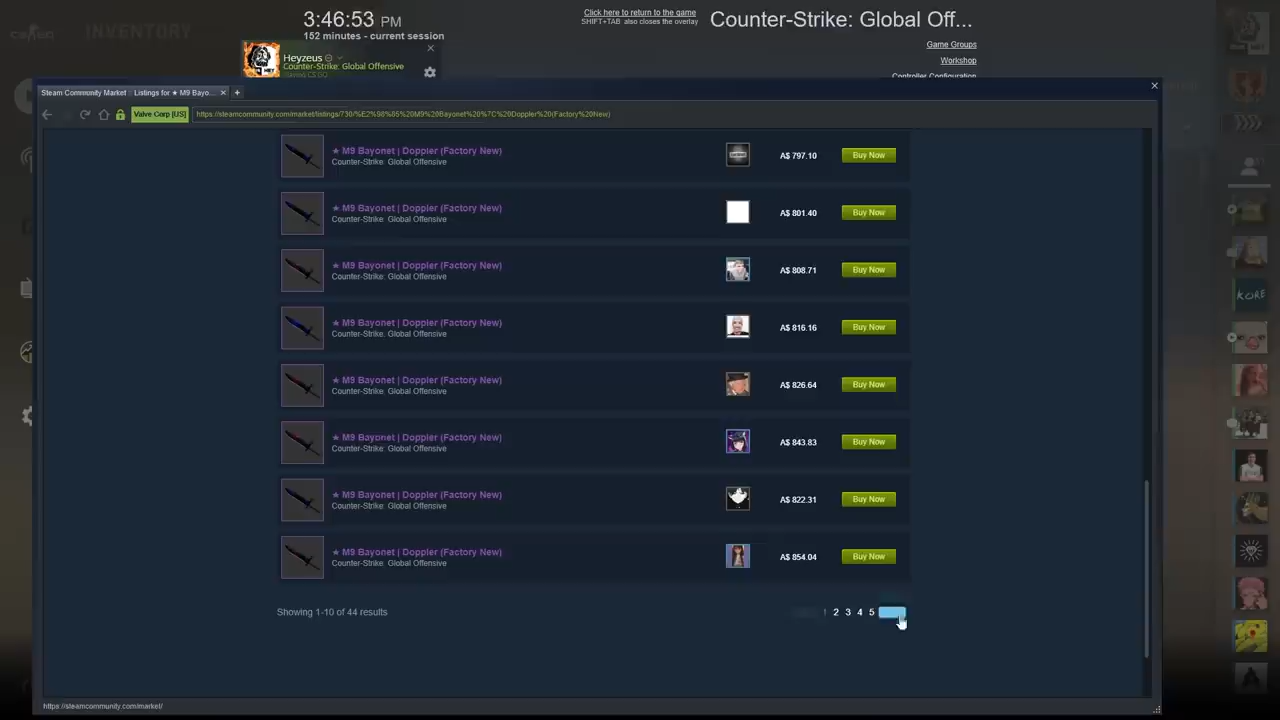 3:46:53 PM
152 minutes - current session
Click here to return to the game
SHIFT+TAB also closes the overlay
Counter-Strike: Global Off...
Game Groups
Workshop
Controller Configuration
INVENTORY
Heyzeus
Counter-Strike: Global Offensive
Steam Community Market :: Listings for ★ M9 Bayo...
Valve Corp [US]
https://steamcommunity.com/market/listings/730/%E2%98%85%20M9%20Bayonet%20%7C%20Doppler%20(Factory%20New)
★ M9 Bayonet | Doppler (Factory New)
Counter-Strike: Global Offensive
A$ 797.10
Buy Now
★ M9 Bayonet | Doppler (Factory New)
Counter-Strike: Global Offensive
A$ 801.40
Buy Now
★ M9 Bayonet | Doppler (Factory New)
Counter-Strike: Global Offensive
A$ 808.71
Buy Now
★ M9 Bayonet | Doppler (Factory New)
Counter-Strike: Global Offensive
A$ 816.16
Buy Now
★ M9 Bayonet | Doppler (Factory New)
Counter-Strike: Global Offensive
A$ 826.64
Buy Now
★ M9 Bayonet | Doppler (Factory New)
Counter-Strike: Global Offensive
A$ 843.83
Buy Now
★ M9 Bayonet | Doppler (Factory New)
Counter-Strike: Global Offensive
A$ 822.31
Buy Now
★ M9 Bayonet | Doppler (Factory New)
Counter-Strike: Global Offensive
A$ 854.04
Buy Now
Showing 1-10 of 44 results
1 2 3 4 5
https://steamcommunity.com/market/
KORE